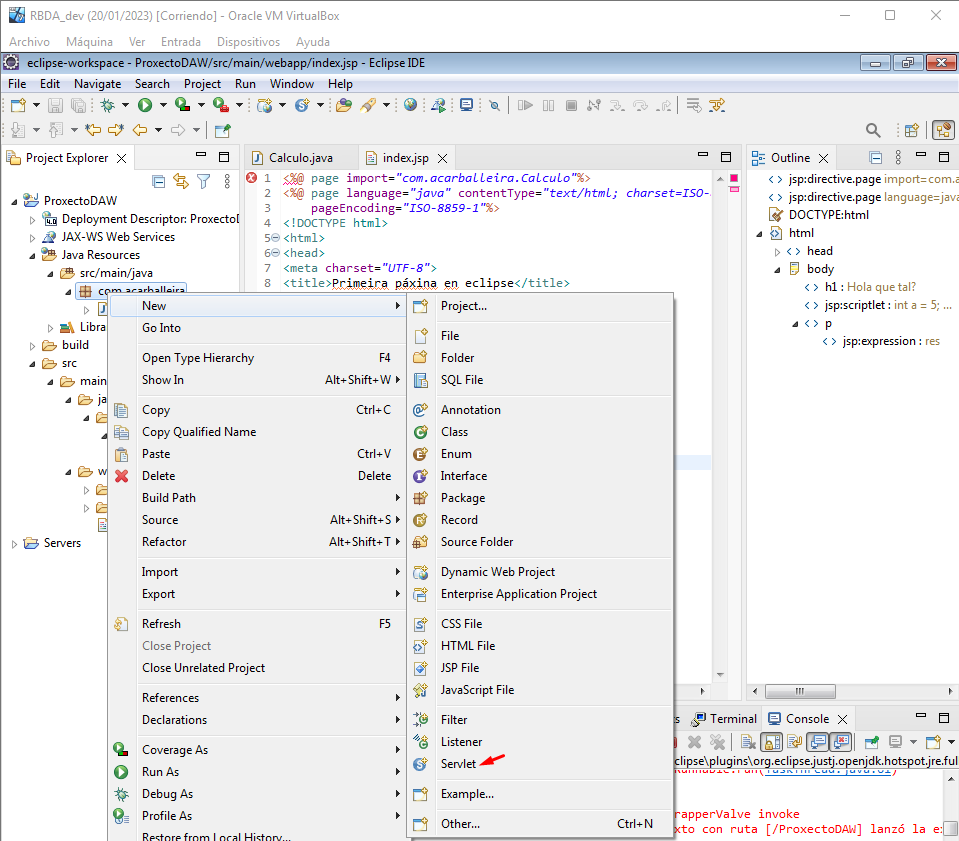 RBDA_dev (20/01/2023) [Corriendo] - Oracle VM VirtualBox
Archivo Máquina Ver Entrada Dispositivos Ayuda
eclipse-workspace - ProxectoDAW/src/main/webapp/index.jsp - Eclipse IDE
File Edit Navigate Search Project Run Window Help
Project Explorer
ProxectoDAW
Deployment Descriptor: ProxectoD
JAX-WS Web Services
Java Resources
src/main/java
com.acarballeira
J
Libra
build
src
main
ja
w
Servers
Calculo.java index.jsp
1 <%@ page import="com.acarballeira.Calculo"%>
2 <%@ page language="java" contentType="text/html; charset=ISO-
3 pageEncoding="ISO-8859-1"%>
4 <!DOCTYPE html>
5 <html>
6 <head>
7 <meta charset="UTF-8">
8 <title>Primeira páxina en eclipse</title>
Outline
jsp:directive.page import=com.a
jsp:directive.page language=java
DOCTYPE:html
html
head
body
h1 : Hola que tal?
jsp:scriptlet : int a = 5; ...
p
jsp:expression : res
New
Go Into
Open Type Hierarchy F4
Show In Alt+Shift+W
Copy Ctrl+C
Copy Qualified Name
Paste Ctrl+V
Delete Delete
Build Path
Source Alt+Shift+S
Refactor Alt+Shift+T
Import
Export
Refresh F5
Close Project
Close Unrelated Project
References
Declarations
Coverage As
Run As
Debug As
Profile As
Restore from Local History...
Project...
File
Folder
SQL File
Annotation
Class
Enum
Interface
Package
Record
Source Folder
Dynamic Web Project
Enterprise Application Project
CSS File
HTML File
JSP File
JavaScript File
Filter
Listener
Servlet
Example...
Other... Ctrl+N
s Terminal Console
clipse\plugins\org.eclipse.justj.openjdk.hotspot.jre.ful
rapperValve invoke
xto con ruta [/ProxectoDAW] lanzó la ex